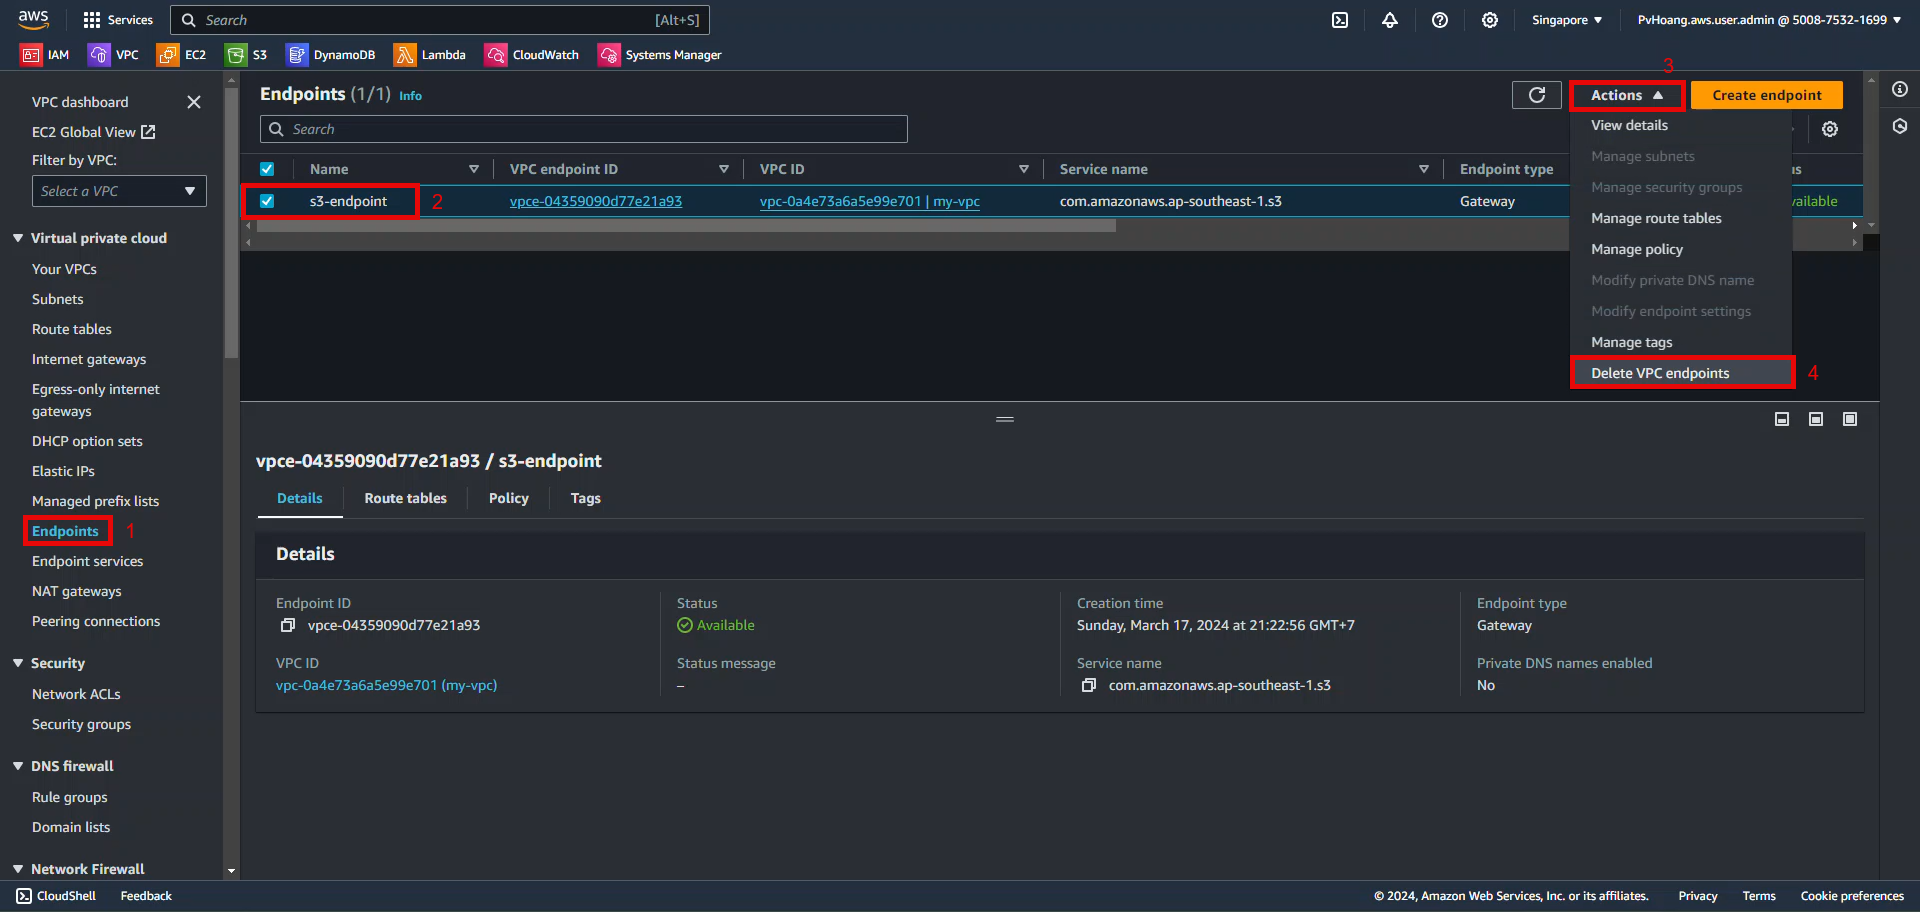 aws
Services
Search
[Alt+S]
Singapore
PvHoang.aws.user.admin @ 5008-7532-1699
IAM
VPC
EC2
S3
DynamoDB
Lambda
CloudWatch
Systems Manager
VPC dashboard
EC2 Global View
Filter by VPC:
Select a VPC
Virtual private cloud
Your VPCs
Subnets
Route tables
Internet gateways
Egress-only internet
gateways
DHCP option sets
Elastic IPs
Managed prefix lists
Endpoints 1
Endpoint services
NAT gateways
Peering connections
Security
Network ACLs
Security groups
DNS firewall
Rule groups
Domain lists
Network Firewall
Endpoints (1/1) Info
3
Actions
Create endpoint
Search
Name
VPC endpoint ID
VPC ID
Service name
Endpoint type
us
s3-endpoint 2
vpce-04359090d77e21a93
vpc-0a4e73a6a5e99e701 | my-vpc
com.amazonaws.ap-southeast-1.s3
Gateway
vailable
View details
Manage subnets
Manage security groups
Manage route tables
Manage policy
Modify private DNS name
Modify endpoint settings
Manage tags
Delete VPC endpoints 4
vpce-04359090d77e21a93 / s3-endpoint
Details
Route tables
Policy
Tags
Details
Endpoint ID
vpce-04359090d77e21a93
Status
Available
Creation time
Sunday, March 17, 2024 at 21:22:56 GMT+7
Endpoint type
Gateway
VPC ID
vpc-0a4e73a6a5e99e701 (my-vpc)
Status message
–
Service name
com.amazonaws.ap-southeast-1.s3
Private DNS names enabled
No
CloudShell
Feedback
© 2024, Amazon Web Services, Inc. or its affiliates.
Privacy
Terms
Cookie preferences